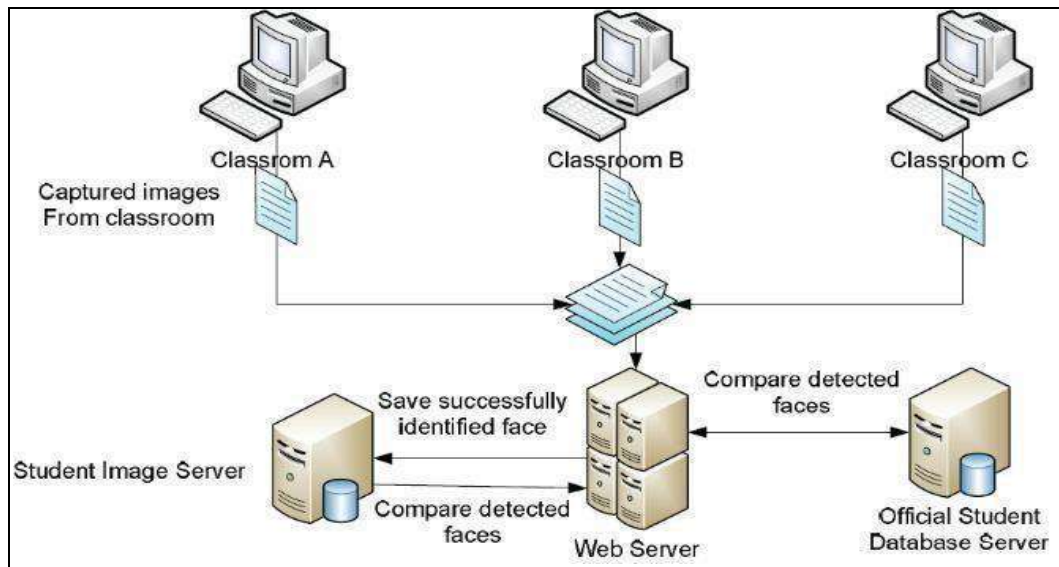 Classrom A
Classroom B
Classroom C
Captured images
From classroom
Compare detected
faces
Save successfully
identified face
Student Image Server
Compare detected
faces
Web Server
Official Student
Database Server